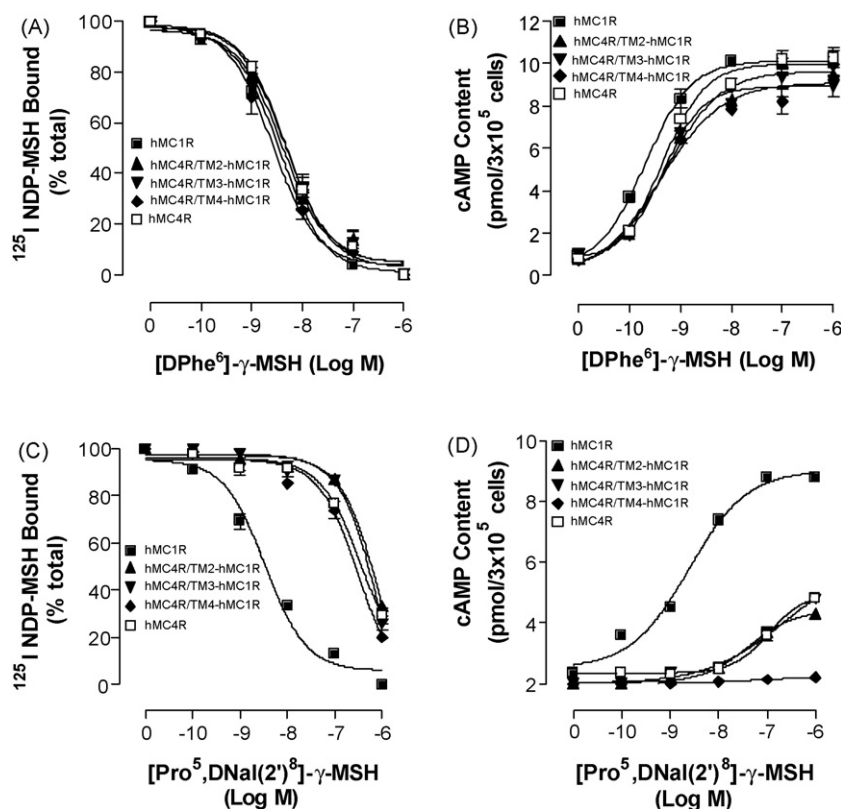 (A)
100
80
60
40
20
0
¹²⁵I NDP-MSH Bound
(% total)
hMC1R
hMC4R/TM2-hMC1R
hMC4R/TM3-hMC1R
hMC4R/TM4-hMC1R
hMC4R
0 -10 -9 -8 -7 -6
[DPhe⁶]-γ-MSH (Log M)
(B)
12
10
8
6
4
2
0
cAMP Content
(pmol/3x10⁵ cells)
hMC1R
hMC4R/TM2-hMC1R
hMC4R/TM3-hMC1R
hMC4R/TM4-hMC1R
hMC4R
0 -10 -9 -8 -7 -6
[DPhe⁶]-γ-MSH (Log M)
(C)
100
80
60
40
20
0
¹²⁵I NDP-MSH Bound
(% total)
hMC1R
hMC4R/TM2-hMC1R
hMC4R/TM3-hMC1R
hMC4R/TM4-hMC1R
hMC4R
0 -10 -9 -8 -7 -6
[Pro⁵,DNal(2')⁸]-γ-MSH
(Log M)
(D)
10
8
6
4
2
cAMP Content
(pmol/3x10⁵ cells)
hMC1R
hMC4R/TM2-hMC1R
hMC4R/TM3-hMC1R
hMC4R/TM4-hMC1R
hMC4R
0 -10 -9 -8 -7 -6
[Pro⁵,DNal(2')⁸]-γ-MSH
(Log M)